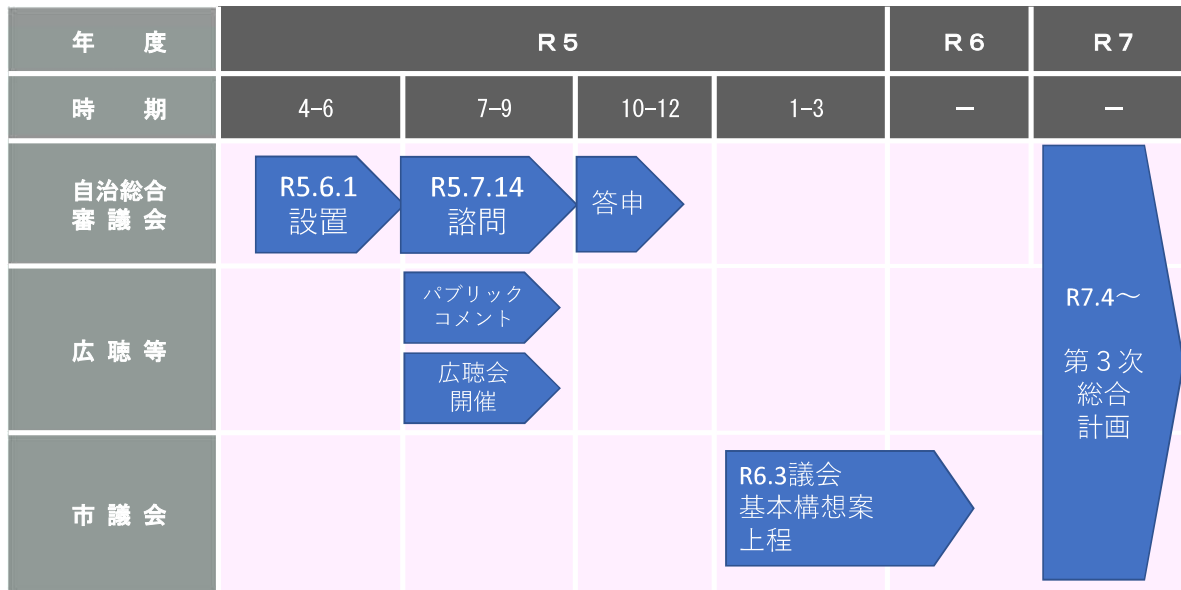 年　度
R5
R6
R7
時　期
4-6
7-9
10-12
1-3
－
－
自治総合
審議会
R5.6.1
設置
R5.7.14
諮問
答申
広聴等
パブリック
コメント
広聴会
開催
市議会
R6.3議会
基本構想案
上程
R7.4～
第３次
総合
計画